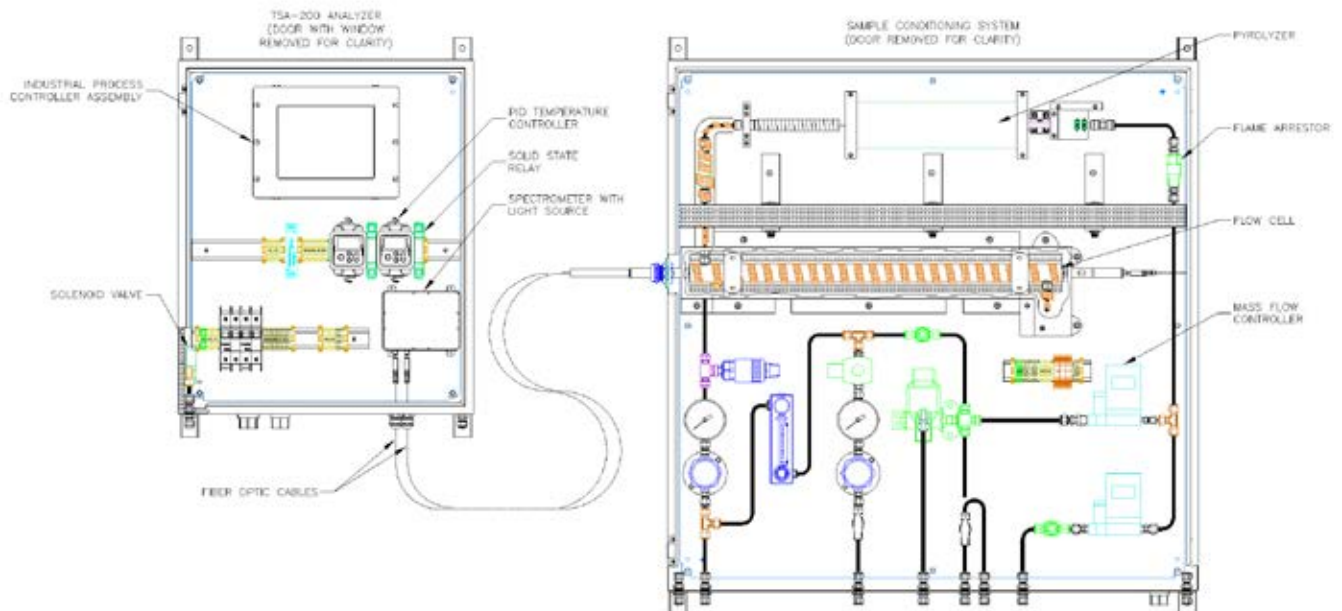 TSA-200 ANALYZER
(DOOR WITH WINDOW
REMOVED FOR CLARITY)
SAMPLE CONDITIONING SYSTEM
(DOOR REMOVED FOR CLARITY)
PYROLYZER
INDUSTRIAL PROCESS
CONTROLLER ASSEMBLY
PID TEMPERATURE
CONTROLLER
SOLID STATE
RELAY
SPECTROMETER WITH
LIGHT SOURCE
FLAME ARRESTOR
FLOW CELL
SOLENOID VALVE
MASS FLOW
CONTROLLER
FIBER OPTIC CABLES